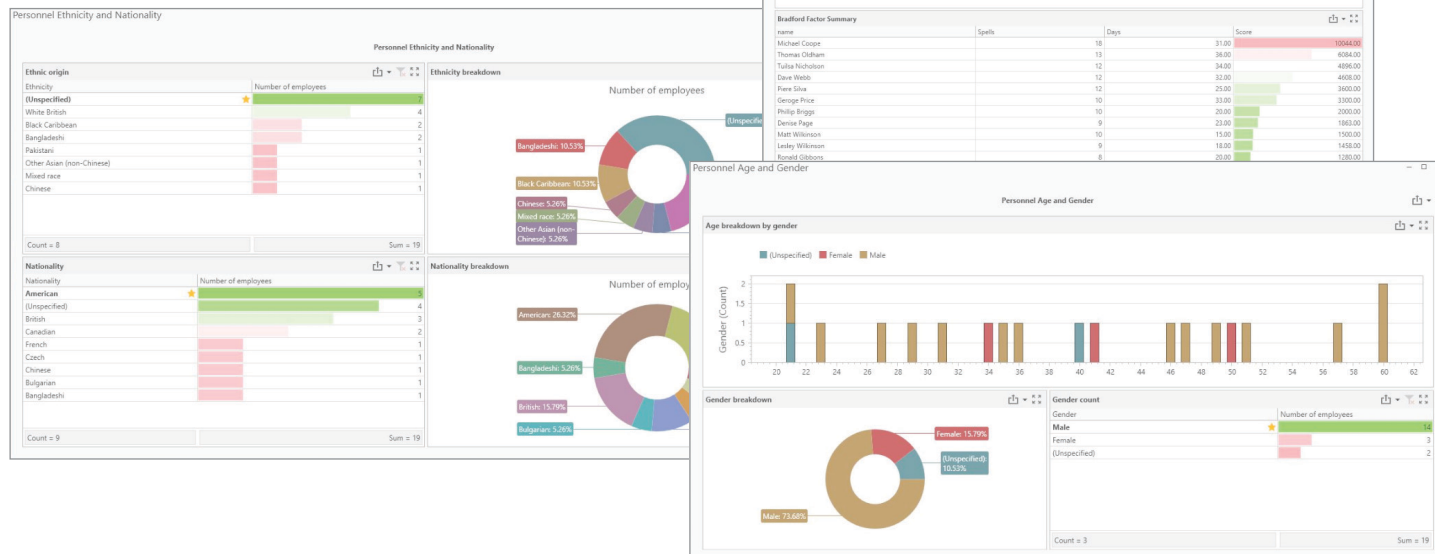 Personnel Ethnicity and Nationality
Personnel Ethnicity and Nationality
Ethnic origin
Ethnicity Number of employees
(Unspecified) 7
White British 4
Black Caribbean 2
Bangladeshi 2
Pakistani 1
Other Asian (non-Chinese) 1
Mixed race 1
Chinese 1
Count = 8 Sum = 19
Ethnicity breakdown
Number of employees
Bangladeshi: 10.53%
Black Caribbean: 10.53%
Chinese: 5.26%
Mixed race: 5.26%
Other Asian (non-
Chinese): 5.26%
Nationality
Nationality Number of employees
American 5
(Unspecified) 4
British 3
Canadian 2
French 1
Czech 1
Chinese 1
Bulgarian 1
Bangladeshi 1
Count = 9 Sum = 19
Nationality breakdown
Number of employ
American: 26.32%
Bangladeshi: 5.26%
British: 15.79%
Bulgarian: 5.26%
Bradford Factor Summary
name Spells Days Score
Michael Coope 18 31.00 10044.00
Thomas Oldham 13 36.00 6084.00
Tuilsa Nicholson 12 34.00 4896.00
Dave Webb 12 32.00 4608.00
Piere Silva 12 25.00 3600.00
Geroge Price 10 33.00 3300.00
Phillip Briggs 10 20.00 2000.00
Denise Page 9 23.00 1863.00
Matt Wilkinson 10 15.00 1500.00
Lesley Wilkinson 9 18.00 1458.00
Ronald Gibbons 8 20.00 1280.00
Personnel Age and Gender
Personnel Age and Gender
Age breakdown by gender
(Unspecified) Female Male
Gender (Count)
2
1.5
1
0.5
0
20 22 24 26 28 30 32 34 36 38 40 42 44 46 48 50 52 54 56 58 60 62
Gender breakdown
Female: 15.79%
(Unspecified):
10.53%
Male: 73.68%
Gender count
Gender Number of employees
Male 14
Female 3
(Unspecified) 2
Count = 3 Sum = 19